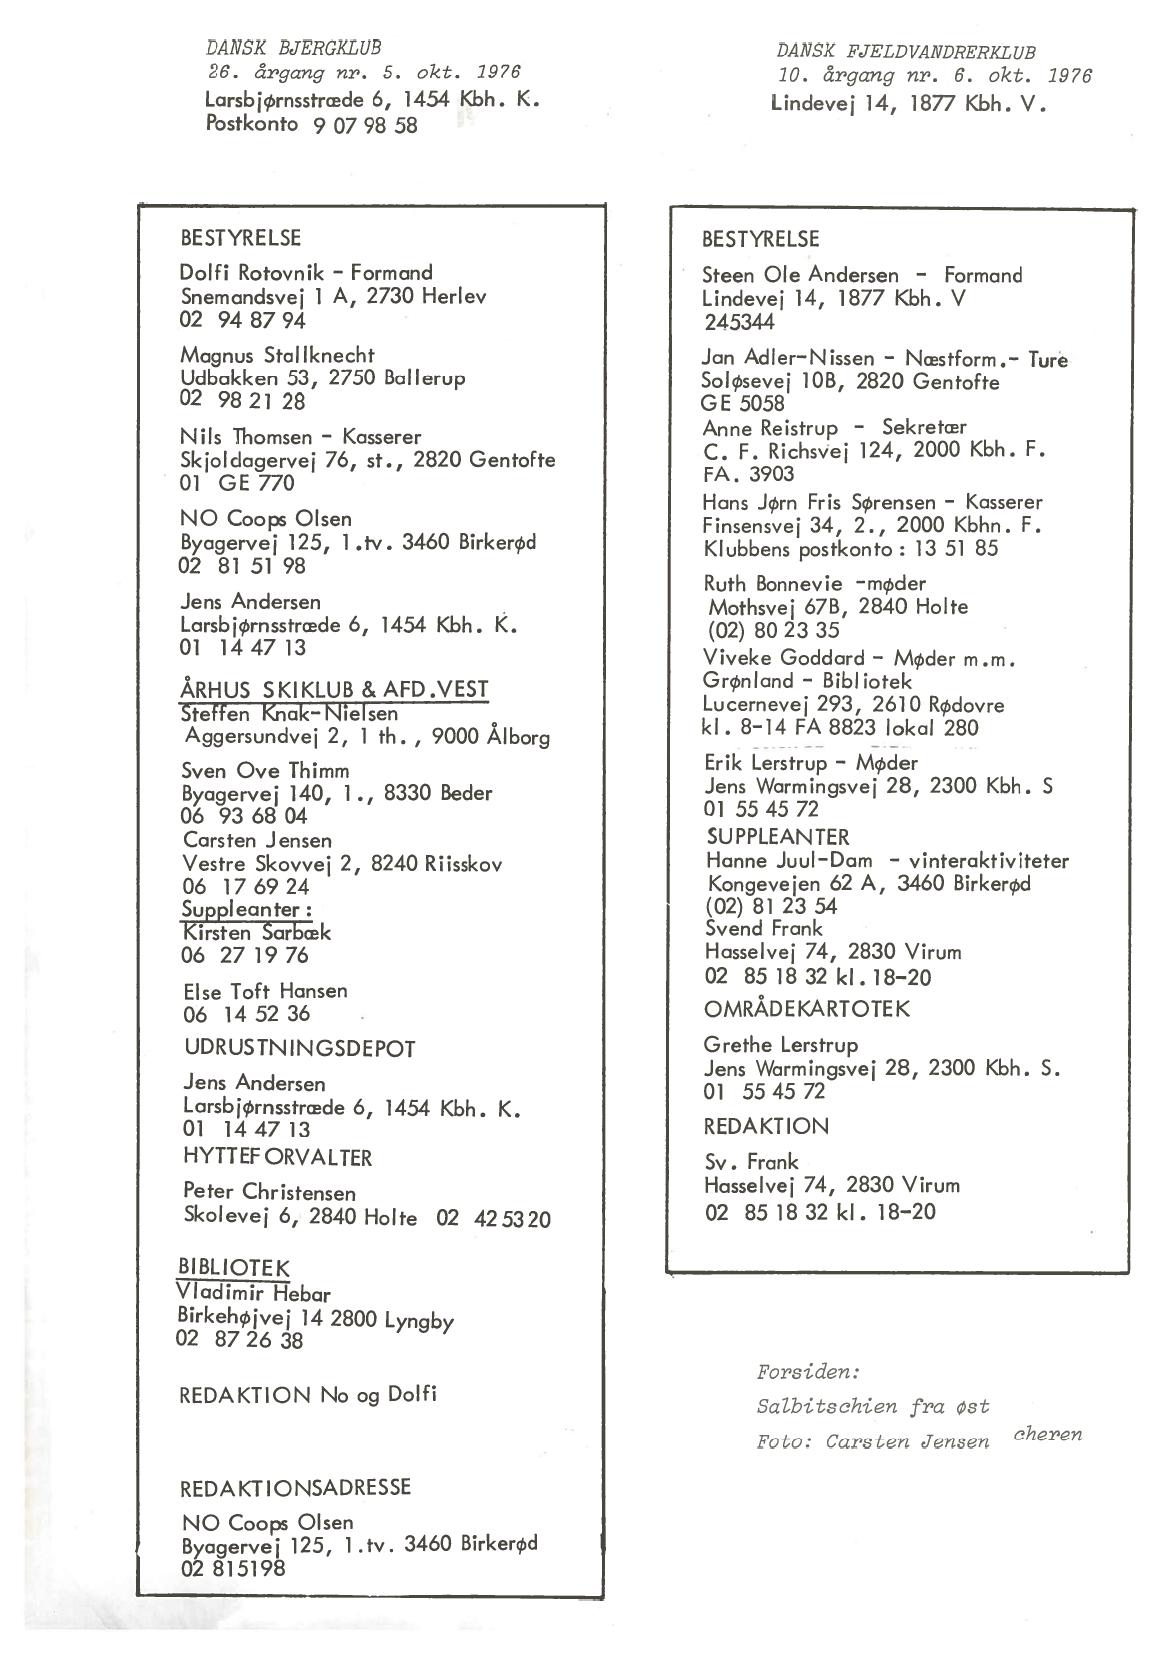 DANSK BJERGKLUB
26. årgang nr. 5. okt. 1976
Larsbjørnsstræde 6, 1454 Kbh. K.
Postkonto 9 07 98 58
DANSK FJELDVANDRERKLUB
10. årgang nr. 6. okt. 1976
Lindevej 14, 1877 Kbh. V.
BESTYRELSE
Dolfi Rotovnik - Formand
Snemandsvej 1 A, 2730 Herlev
02 94 87 94
Magnus Stallknecht
Udbakken 53, 2750 Ballerup
02 98 21 28
Nils Thomsen - Kasserer
Skjoldagervej 76, st., 2820 Gentofte
01 GE 770
NO Coops Olsen
Byagervej 125, 1.tv. 3460 Birkerød
02 81 51 98
Jens Andersen
Larsbjørnsstræde 6, 1454 Kbh. K.
01 14 47 13
ÅRHUS SKIKLUB & AFD.VEST
Steffen Knak-Nielsen
Aggersundvej 2, 1 th., 9000 Ålborg
Sven Ove Thimm
Byagervej 140, 1., 8330 Beder
06 93 68 04
Carsten Jensen
Vestre Skovvej 2, 8240 Riisskov
06 17 69 24
Suppleanter:
Kirsten Sarbæk
06 27 19 76
Else Toft Hansen
06 14 52 36
UDRUSTNINGSDEPOT
Jens Andersen
Larsbjørnsstræde 6, 1454 Kbh. K.
01 14 47 13
HYTTEFORVALTER
Peter Christensen
Skolevej 6, 2840 Holte 02 42 53 20
BIBLIOTEK
Vladimir Hebar
Birkehøjvej 14 2800 Lyngby
02 87 26 38
REDAKTION No og Dolfi
REDAKTIONSADRESSE
NO Coops Olsen
Byagervej 125, 1.tv. 3460 Birkerød
02 815198
BESTYRELSE
Steen Ole Andersen - Formand
Lindevej 14, 1877 Kbh. V
245344
Jan Adler-Nissen - Næstform.- Ture
Soløsevej 10B, 2820 Gentofte
GE 5058
Anne Reistrup - Sekretær
C. F. Richsvej 124, 2000 Kbh. F.
FA. 3903
Hans Jørn Fris Sørensen - Kasserer
Finsensvej 34, 2., 2000 Kbhn. F.
Klubbens postkonto: 13 51 85
Ruth Bonnevie -møder
Mothsvej 67B, 2840 Holte
(02) 80 23 35
Viveke Goddard - Møder m.m.
Grønland - Bibliotek
Lucernevej 293, 2610 Rødovre
kl. 8-14 FA 8823 lokal 280
Erik Lerstrup - Møder
Jens Warmingsvej 28, 2300 Kbh. S
01 55 45 72
SUPPLEANTER
Hanne Juul-Dam - vinteraktiviteter
Kongevejen 62 A, 3460 Birkerød
(02) 81 23 54
Svend Frank
Hasselvej 74, 2830 Virum
02 85 18 32 kl. 18-20
OMRÅDEKARTOTEK
Grethe Lerstrup
Jens Warmingsvej 28, 2300 Kbh. S.
01 55 45 72
REDAKTION
Sv. Frank
Hasselvej 74, 2830 Virum
02 85 18 32 kl. 18-20
Forsiden:
Salbitschien fra øst
Foto: Carsten Jensen cheren